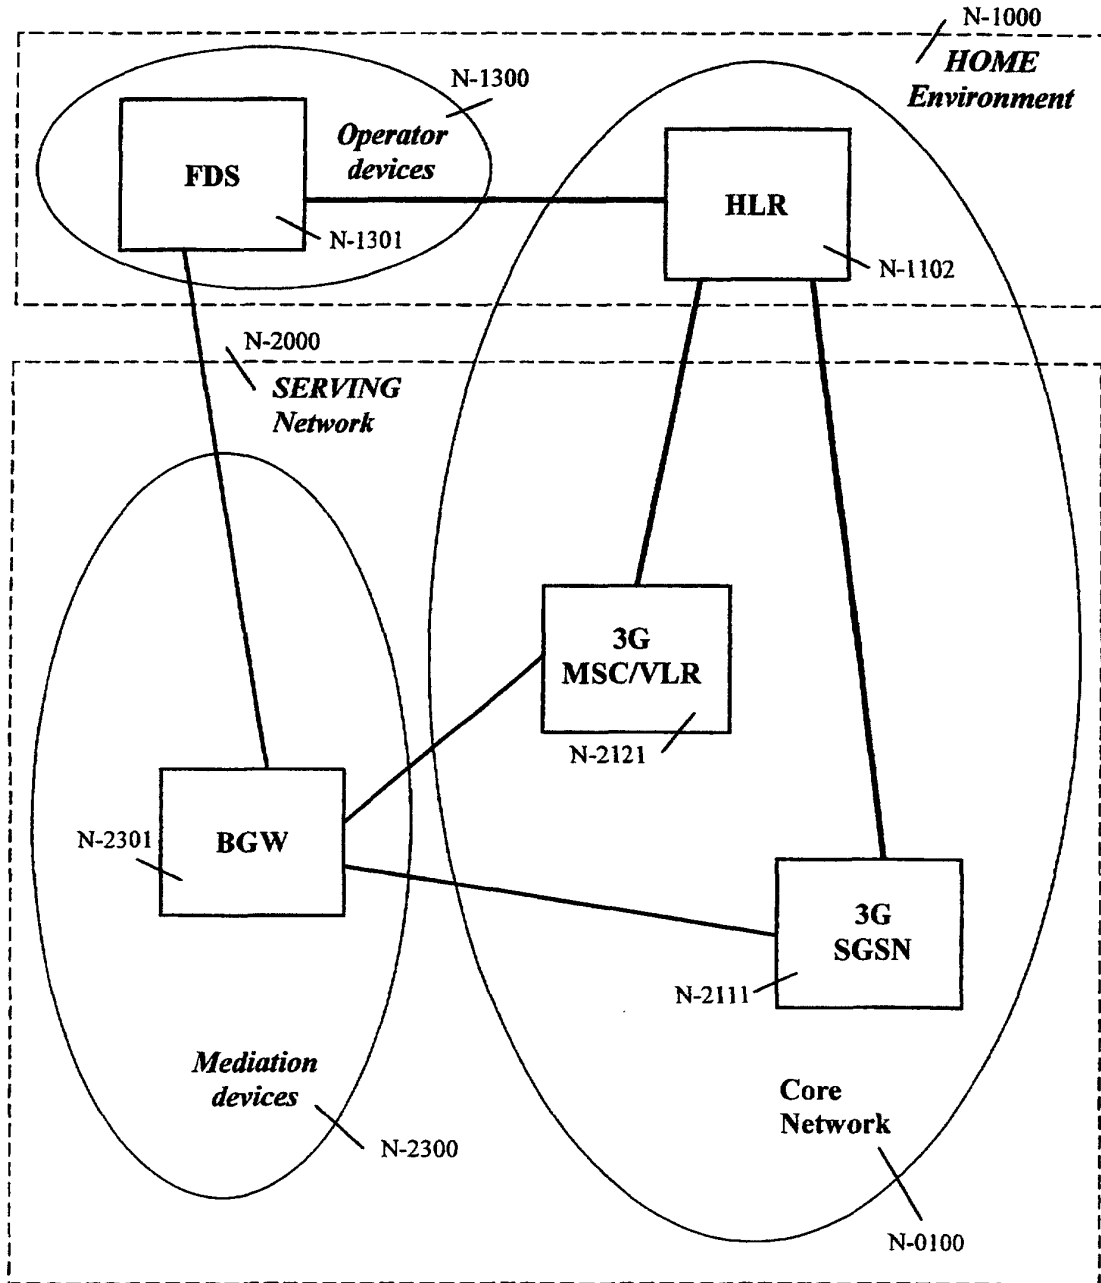 N-1000
HOME
Environment
N-1300
Operator
devices
FDS
HLR
N-1301
N-1102
N-2000
SERVING
Network
3G
MSC/VLR
N-2121
N-2301
BGW
3G
SGSN
N-2111
Mediation
devices
Core
Network
N-2300
N-0100